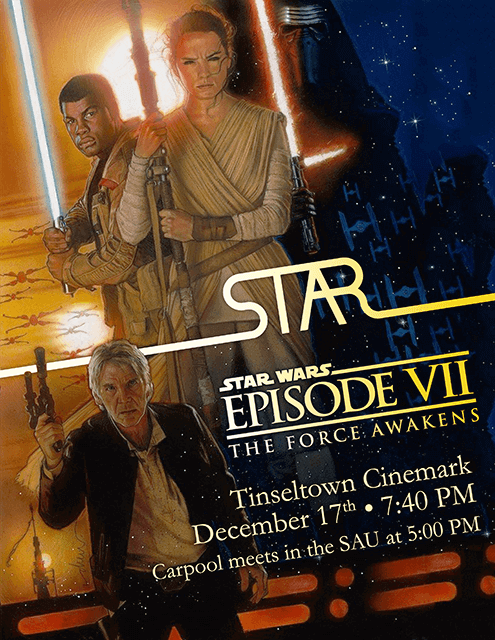 STAR
STAR WARS
EPISODE VII
THE FORCE AWAKENS
Tinseltown Cinemark
December 17th • 7:40 PM
Carpool meets in the SAU at 5:00 PM